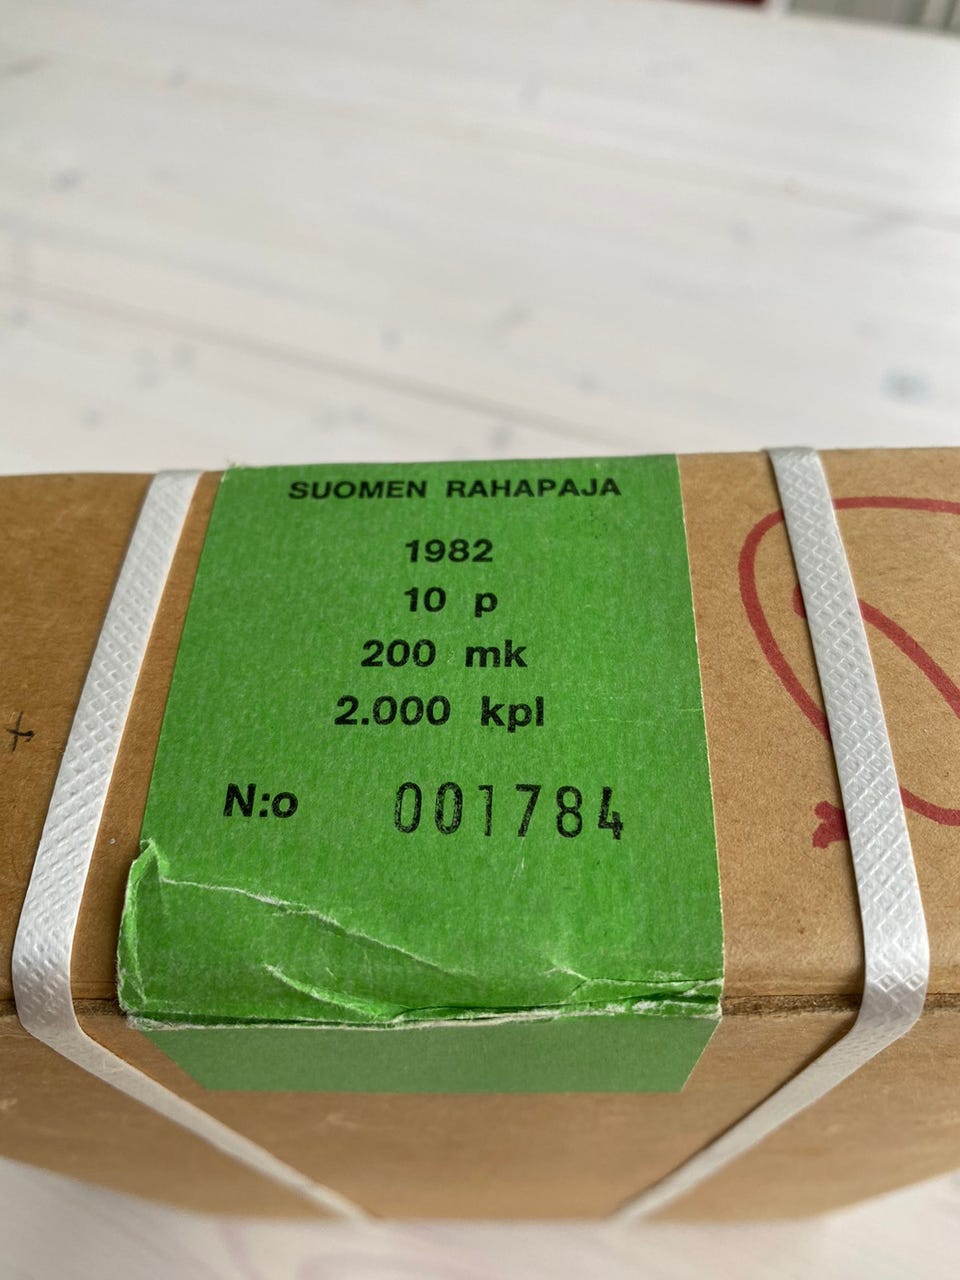 SUOMEN RAHAPAJA
1982
10 p
200 mk
2.000 kpl
N:o 001784